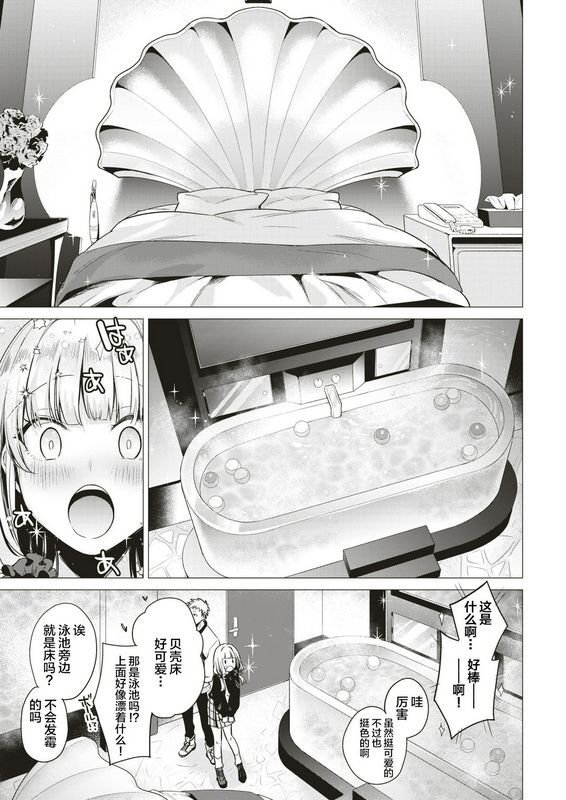 はぁ
ぁぁ
这是
什么啊，好棒
——
——啊！
哇
厉害
虽然挺可爱的
不过也
挺色的啊
贝壳床
好可爱…
那是泳池吗！？
上面好像漂着什么！
诶
泳池旁边
就是床吗？
不会发霉
的吗